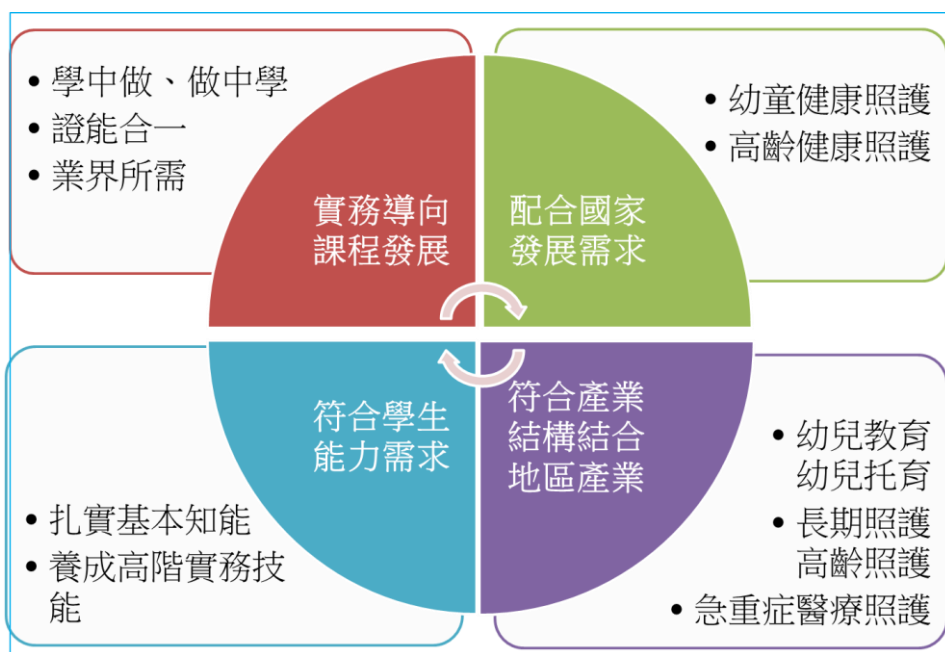 • 學中做、做中學
• 證能合一
• 業界所需
實務導向
課程發展
配合國家
發展需求
• 幼童健康照護
• 高齡健康照護
符合學生
能力需求
• 扎實基本知能
• 養成高階實務技
能
符合產業
結構結合
地區產業
• 幼兒教育
幼兒托育
• 長期照護
高齡照護
• 急重症醫療照護